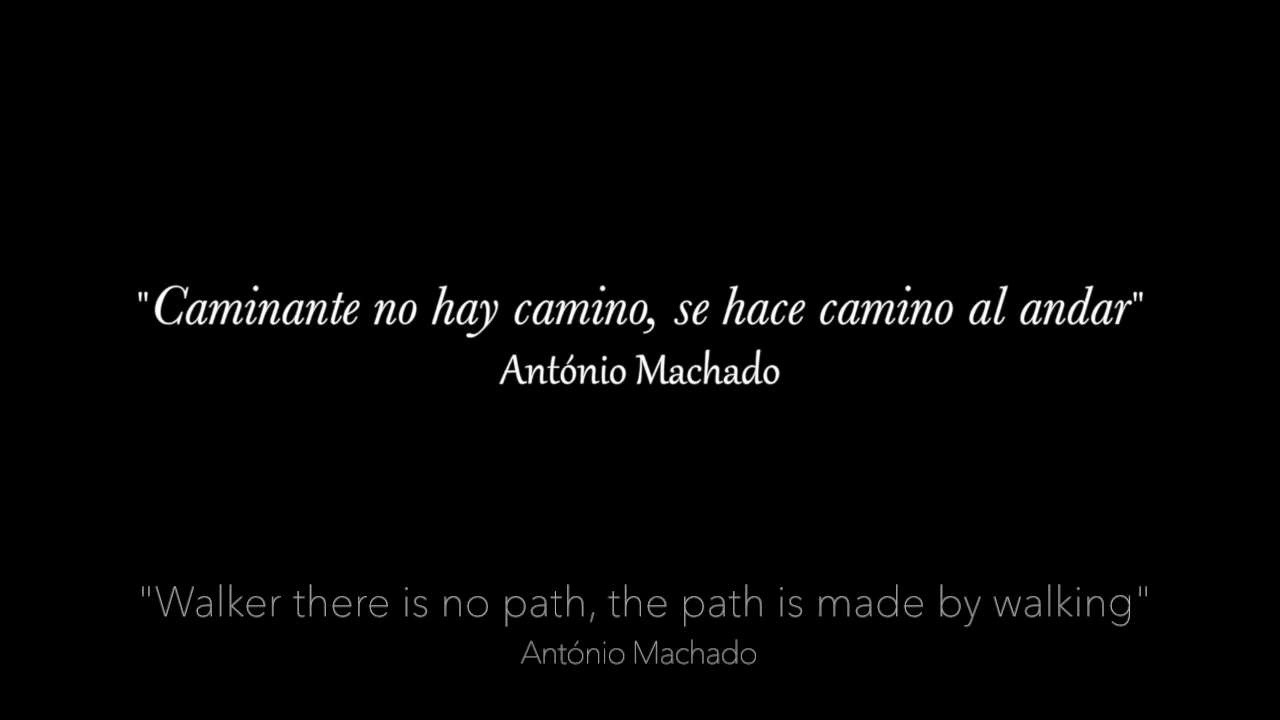 "Caminante no hay camino, se hace camino al andar"
António Machado
"Walker there is no path, the path is made by walking"
António Machado